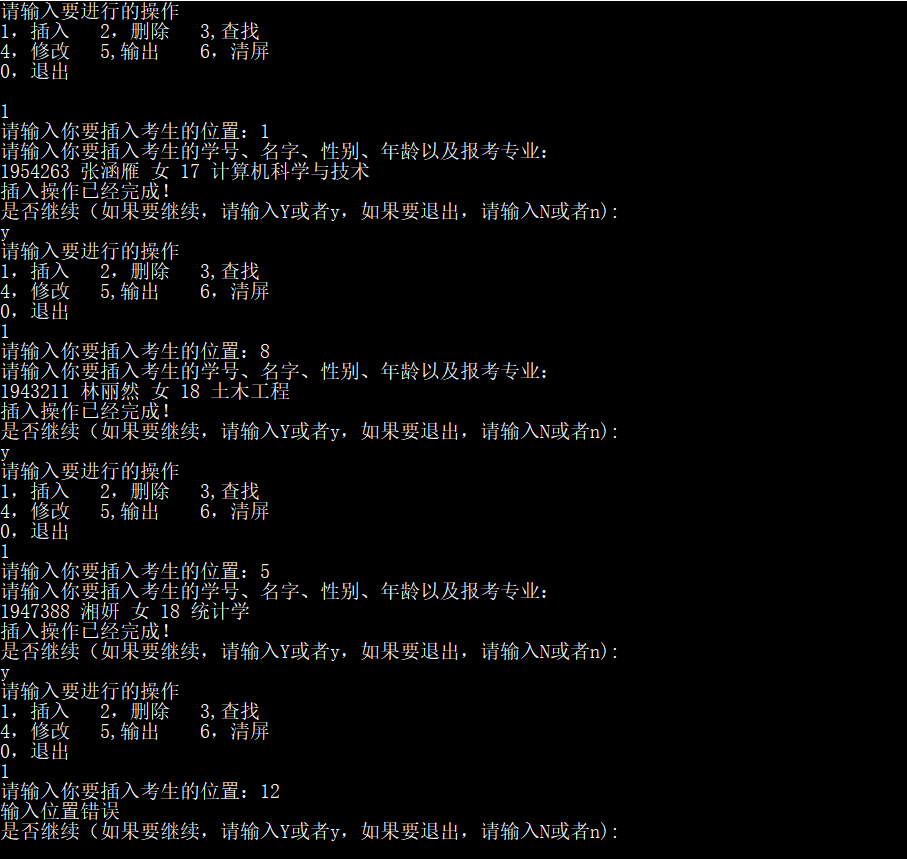 请输入要进行的操作
1，插入   2，删除   3,查找
4，修改   5,输出    6，清屏
0，退出
1
请输入你要插入考生的位置：1
请输入你要插入考生的学号、名字、性别、年龄以及报考专业：
1954263 张涵雁 女 17 计算机科学与技术
插入操作已经完成!
是否继续（如果要继续，请输入Y或者y，如果要退出，请输入N或者n)：
y
请输入要进行的操作
1，插入   2，删除   3,查找
4，修改   5,输出    6，清屏
0，退出
1
请输入你要插入考生的位置：8
请输入你要插入考生的学号、名字、性别、年龄以及报考专业：
1943211 林丽然 女 18 土木工程
插入操作已经完成!
是否继续（如果要继续，请输入Y或者y，如果要退出，请输入N或者n)：
y
请输入要进行的操作
1，插入   2，删除   3,查找
4，修改   5,输出    6，清屏
0，退出
1
请输入你要插入考生的位置：5
请输入你要插入考生的学号、名字、性别、年龄以及报考专业：
1947388 湘妍 女 18 统计学
插入操作已经完成!
是否继续（如果要继续，请输入Y或者y，如果要退出，请输入N或者n)：
y
请输入要进行的操作
1，插入   2，删除   3,查找
4，修改   5,输出    6，清屏
0，退出
1
请输入你要插入考生的位置：12
输入位置错误
是否继续（如果要继续，请输入Y或者y，如果要退出，请输入N或者n)：